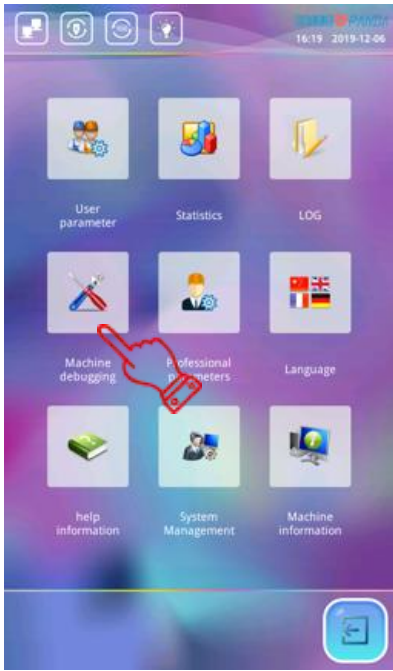 16:19 2019-12-06
User
parameter
Statistics
LOG
Machine
debugging
Professional
parameters
Language
help
information
System
Management
Machine
information